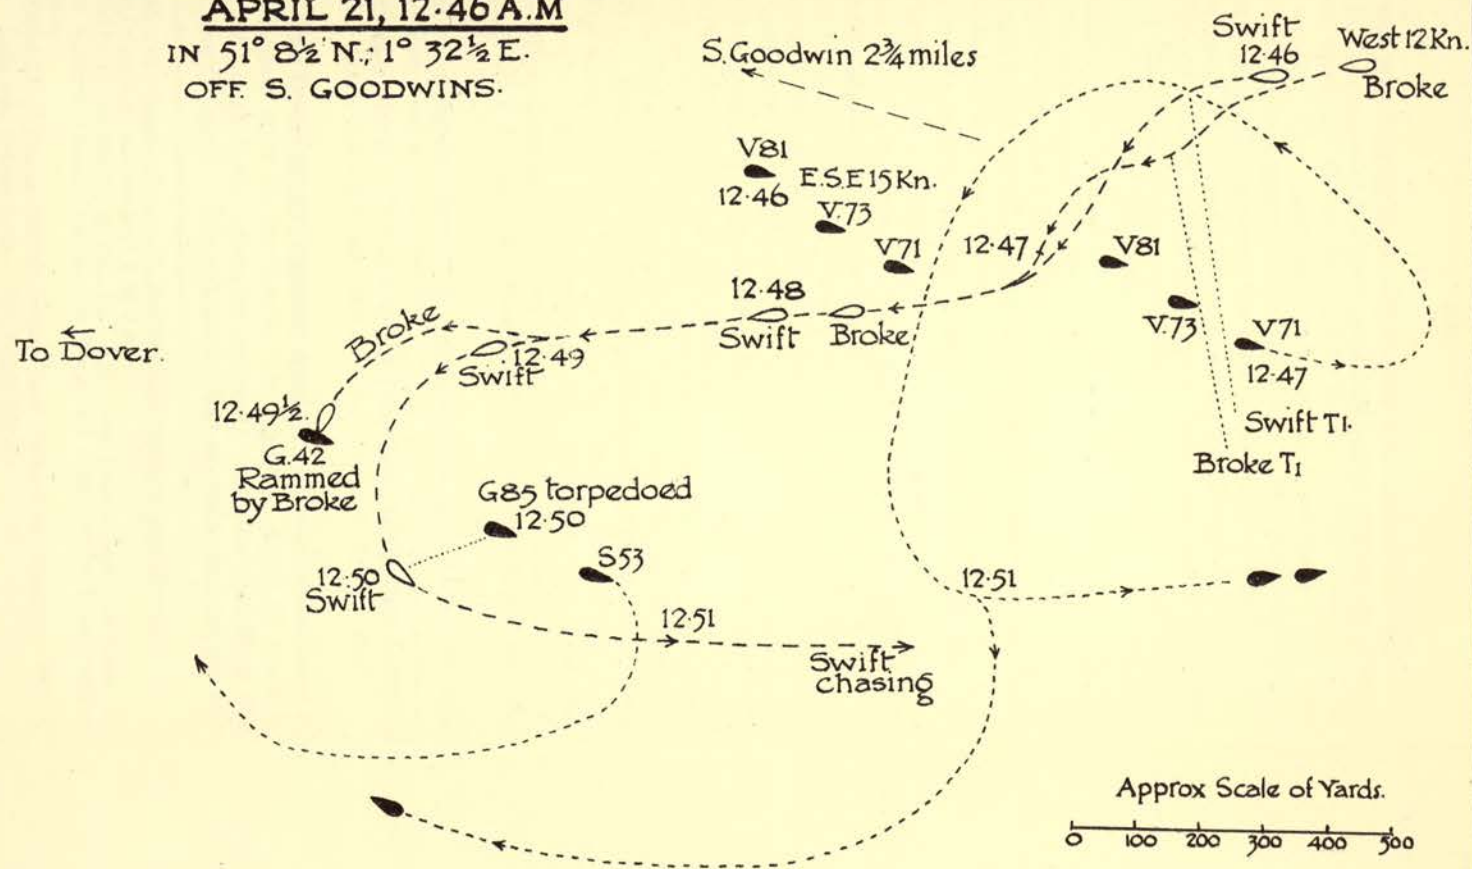 APRIL 21, 12·46 A.M
IN 51° 8½' N.; 1° 32½ E.
OFF. S. GOODWINS.
S. Goodwin 2¾ miles
Swift
12·46
West 12 Kn.
Broke
V81
12·46
E.S.E 15 Kn.
V.73
V71
12·47
V81
V.73
V71
12·47
Swift T1.
Broke T1
12·48
Swift
Broke
Broke
12·49
Swift
To Dover.
12·49½.
G.42
Rammed
by Broke
G85 torpedoed
12·50
S53
12·50
Swift
12·51
12·51
Swift
chasing
Approx Scale of Yards.
0 100 200 300 400 500